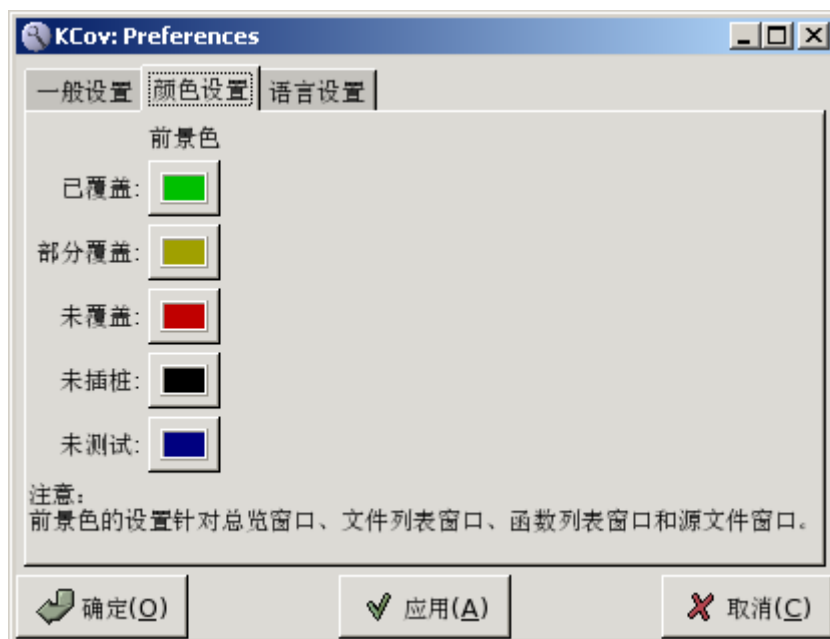 KCov: Preferences
一般设置 颜色设置 语言设置
前景色
已覆盖:
部分覆盖:
未覆盖:
未插桩:
未测试:
注意:
前景色的设置针对总览窗口、文件列表窗口、函数列表窗口和源文件窗口。
确定(O) 应用(A) 取消(C)